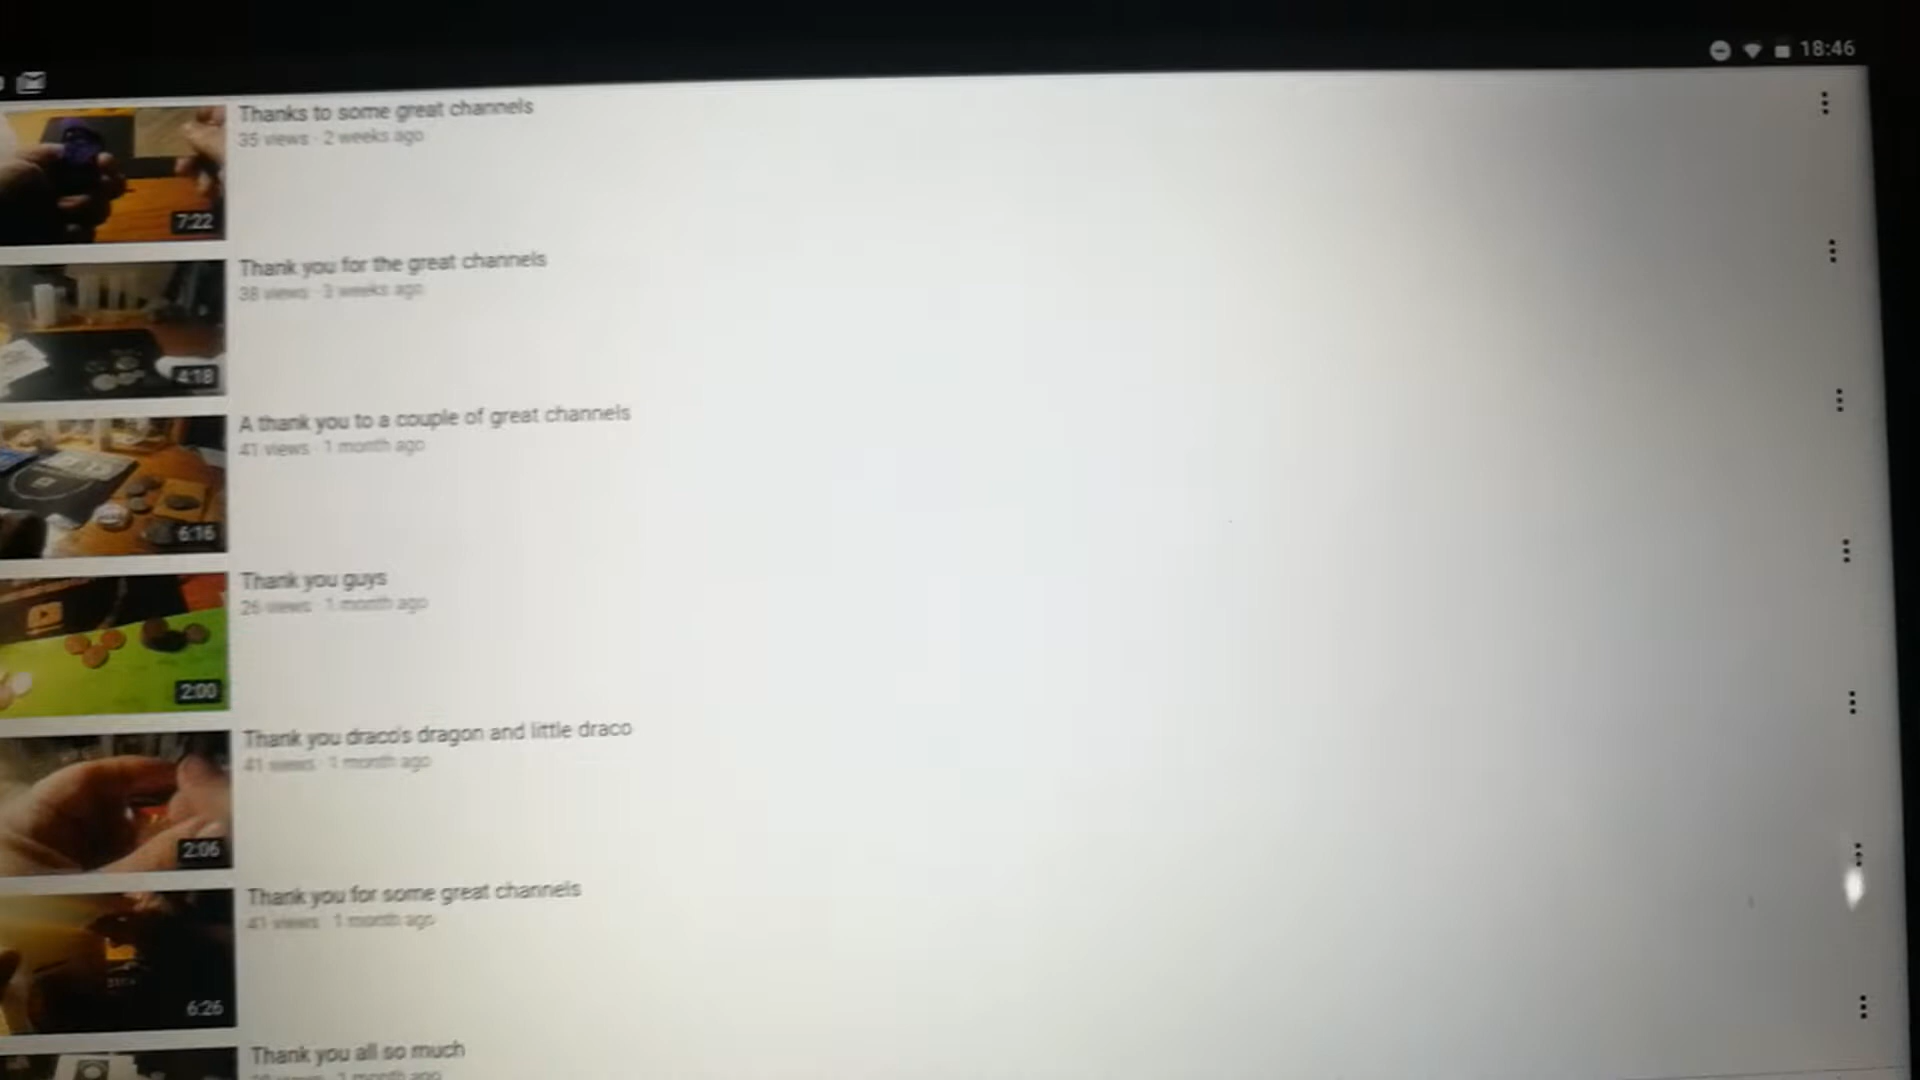 18:46
Thanks to some great channels
35 views · 2 weeks ago
7:22
Thank you for the great channels
38 views · 3 weeks ago
4:18
A thank you to a couple of great channels
41 views · 1 month ago
6:16
Thank you guys
26 views · 1 month ago
2:00
Thank you draco's dragon and little draco
41 views · 1 month ago
2:06
Thank you for some great channels
41 views · 1 month ago
6:26
Thank you all so much
views · 1 month ago